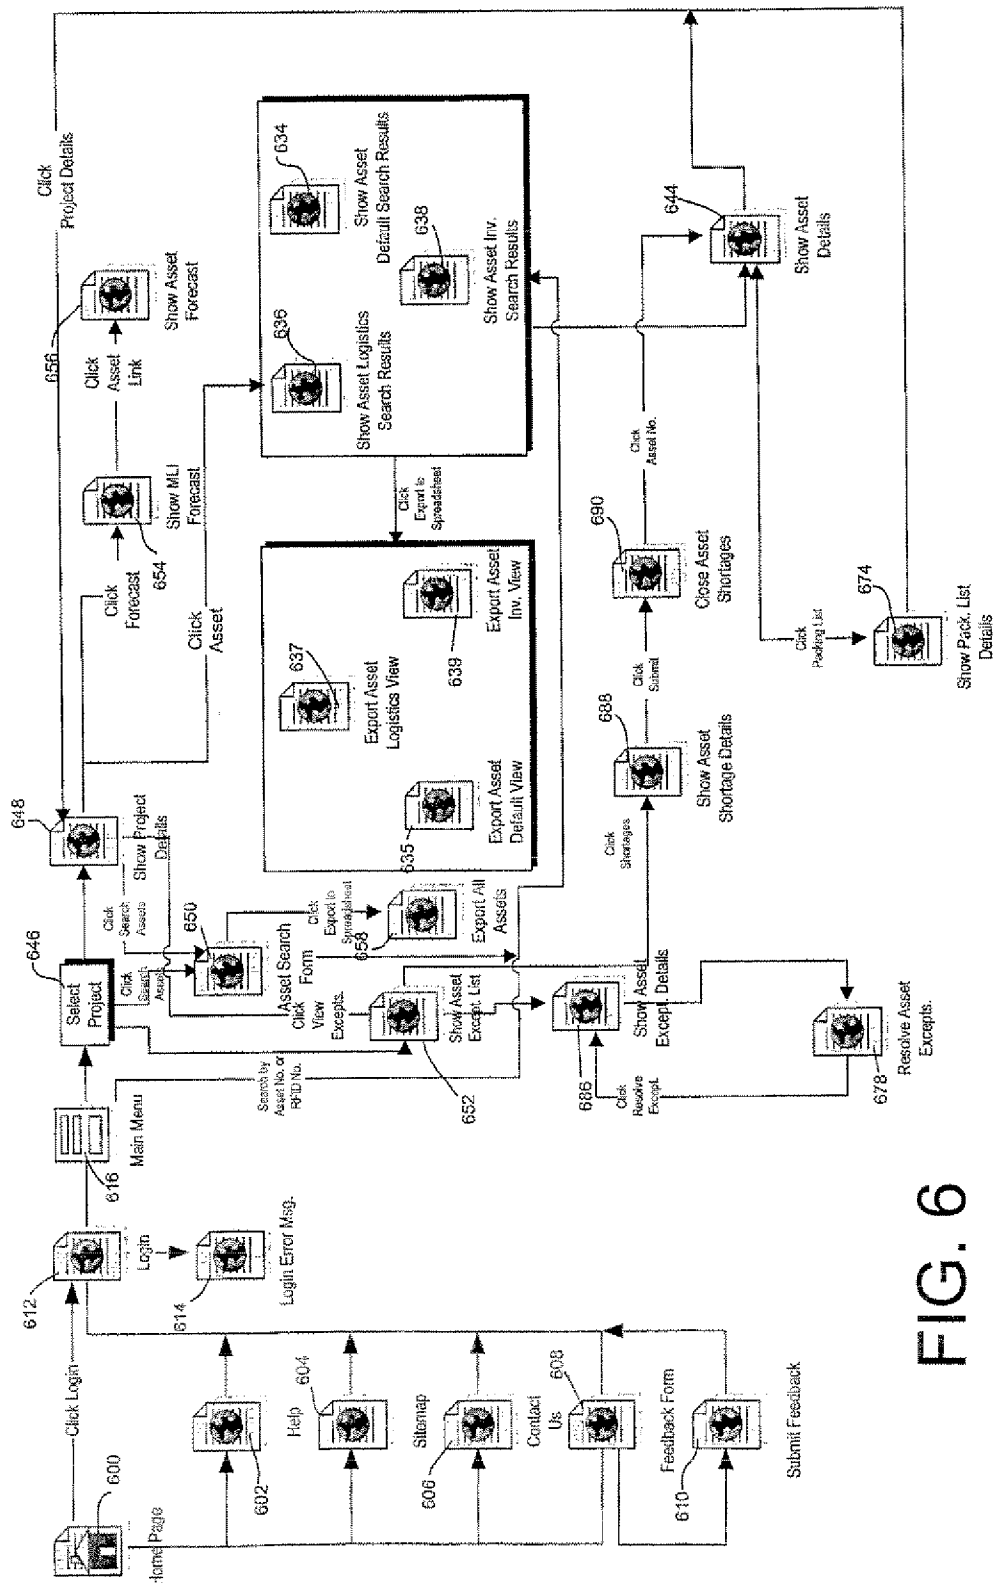 600
Home Page
Click Login
602
Help
604
Sitemap
606
Contact
Us
608
Feedback Form
610
Submit Feedback
612
Login
614
Login Error Msg.
616
Main Menu
646
Select
Project
Search by
Asset No. or
RFID No.
648
Show Project
Details
Click
Search
Assets
Click
Search
Assets
650
Asset Search
Form
Click
View
Excepts.
Click
Export to
Spreadsheet
658
Export All
Assets
652
Show Asset
Except. List
686
Show Asset
Except. Details
Click
Resolve
Except.
678
Resolve Asset
Excepts.
Click
Shortages
688
Show Asset
Shortage Details
Click
Submit
690
Close Asset
Shortages
Click
Asset No.
644
Show Asset
Details
Click
Packing List
674
Show Pack. List
Details
Click
Forecast
654
Show MLI
Forecast
Click
Asset
Link
656
Show Asset
Forecast
Click
Project Details
Click
Asset
634
Show Asset
Default Search Results
636
Show Asset Logistics
Search Results
638
Show Asset Inv.
Search Results
Click
Export to
Spreadsheet
635
Export Asset
Default View
637
Export Asset
Logistics View
639
Export Asset
Inv. View
FIG. 6